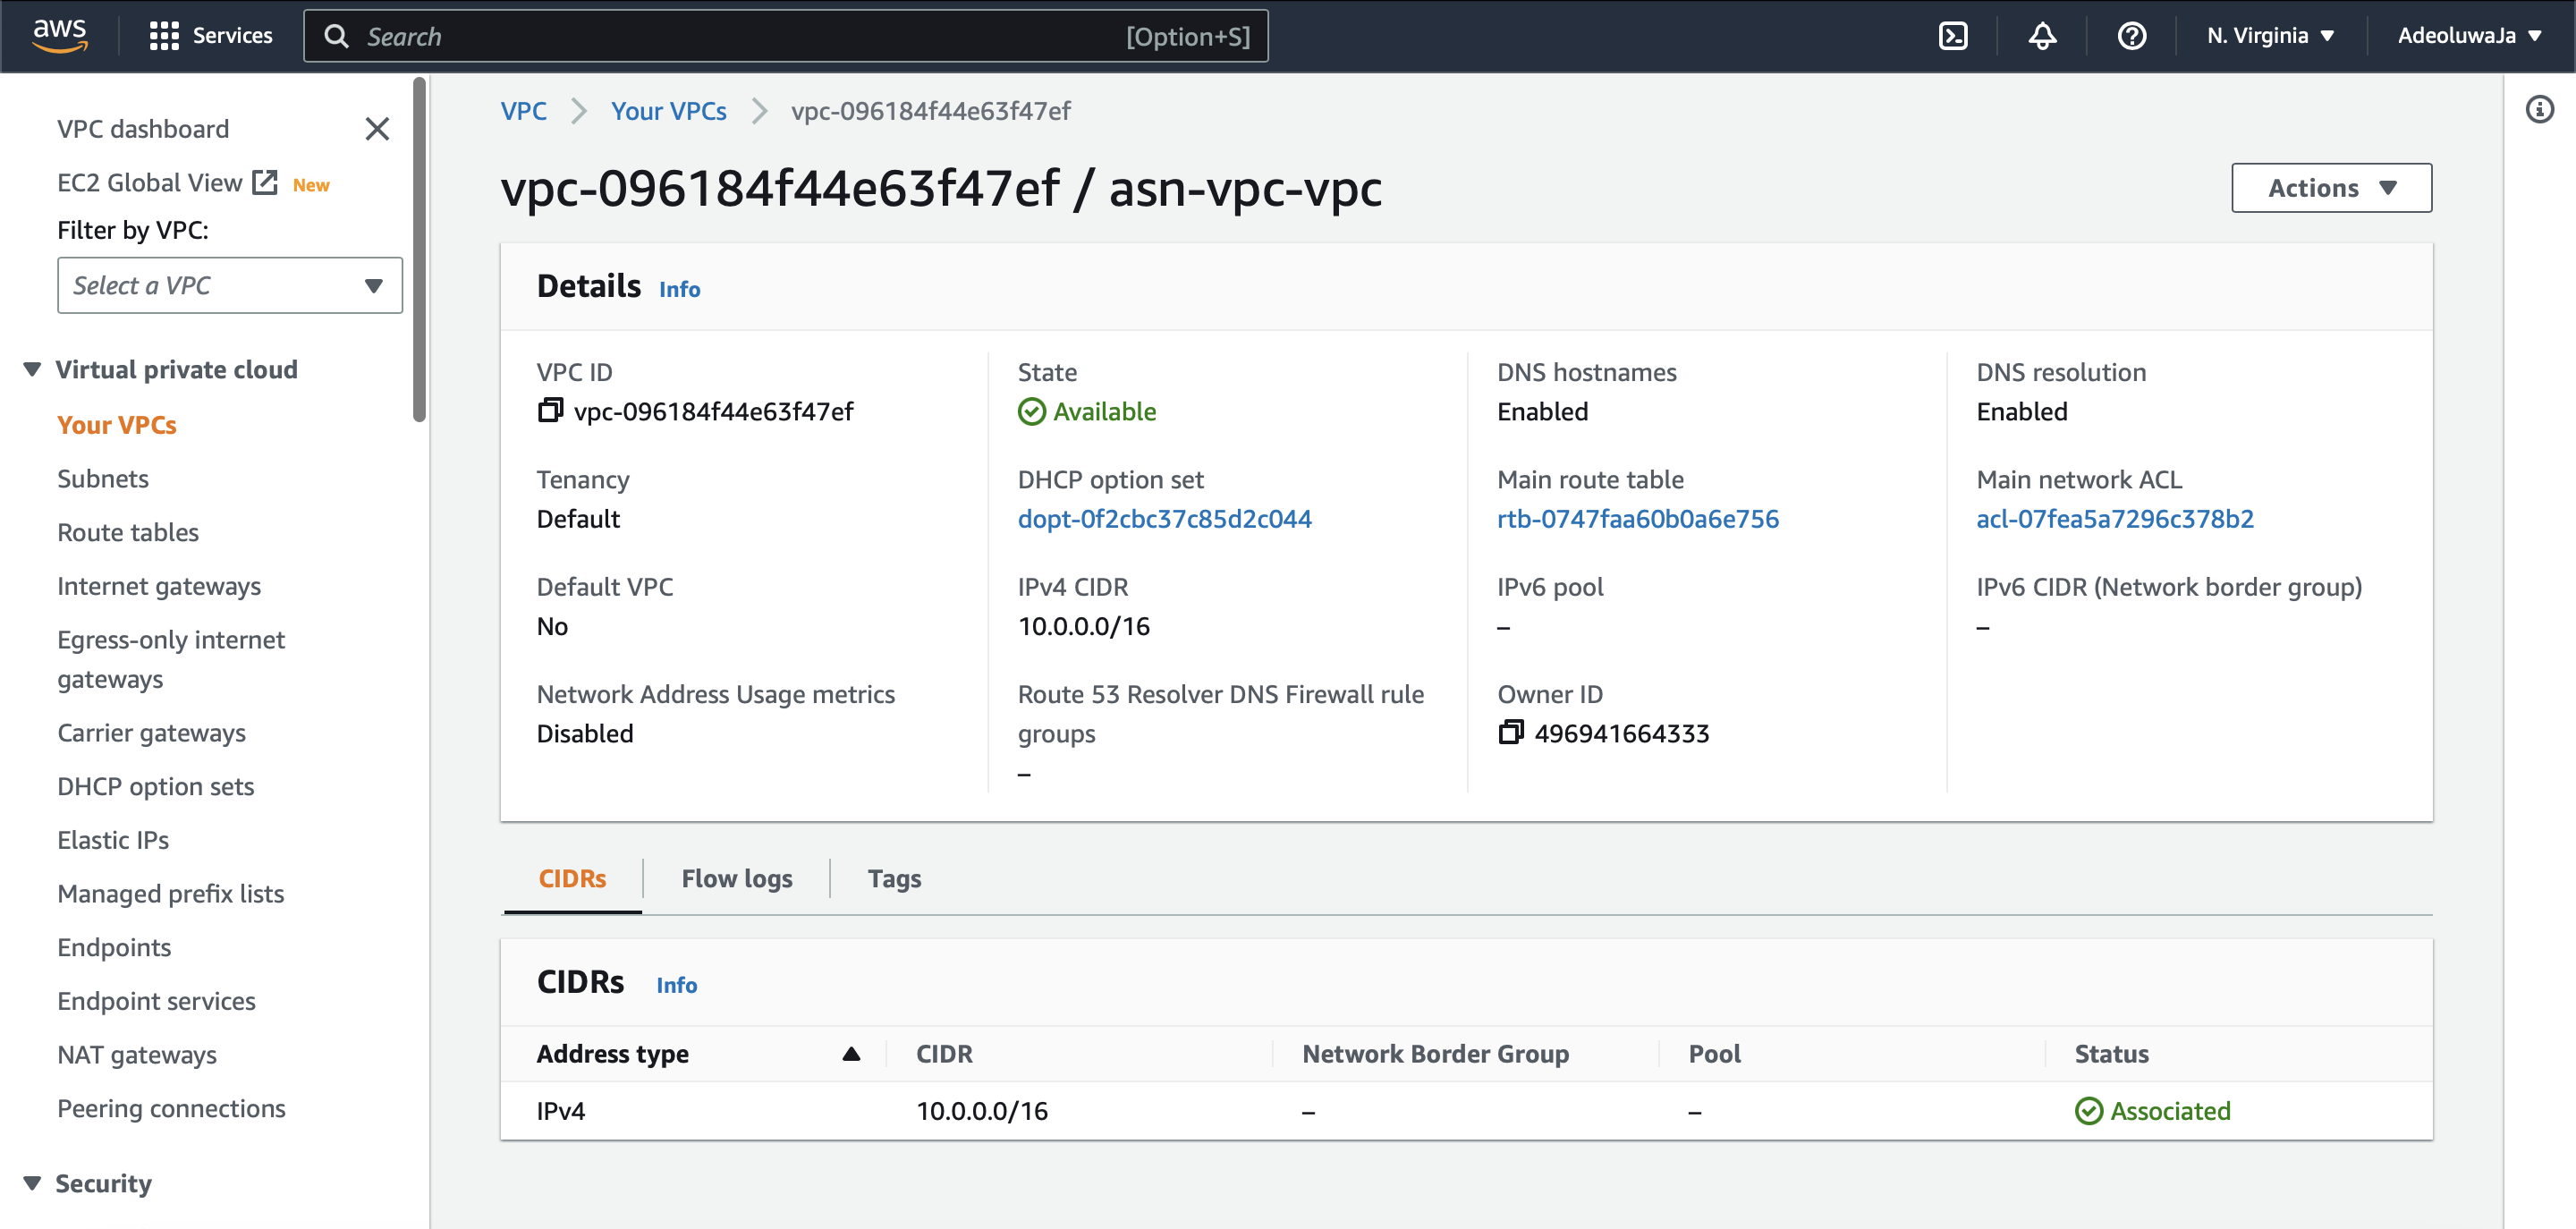 aws
Services
Search
[Option+S]
N. Virginia
AdeoluwaJa
VPC dashboard
EC2 Global View
New
Filter by VPC:
Select a VPC
Virtual private cloud
Your VPCs
Subnets
Route tables
Internet gateways
Egress-only internet
gateways
Carrier gateways
DHCP option sets
Elastic IPs
Managed prefix lists
Endpoints
Endpoint services
NAT gateways
Peering connections
Security
VPC
Your VPCs
vpc-096184f44e63f47ef
vpc-096184f44e63f47ef / asn-vpc-vpc
Actions
Details
Info
VPC ID
vpc-096184f44e63f47ef
State
Available
DNS hostnames
Enabled
DNS resolution
Enabled
Tenancy
Default
DHCP option set
dopt-0f2cbc37c85d2c044
Main route table
rtb-0747faa60b0a6e756
Main network ACL
acl-07fea5a7296c378b2
Default VPC
No
IPv4 CIDR
10.0.0.0/16
IPv6 pool
–
IPv6 CIDR (Network border group)
–
Network Address Usage metrics
Disabled
Route 53 Resolver DNS Firewall rule
groups
–
Owner ID
496941664333
CIDRs
Flow logs
Tags
CIDRs
Info
Address type
CIDR
Network Border Group
Pool
Status
IPv4
10.0.0.0/16
–
–
Associated